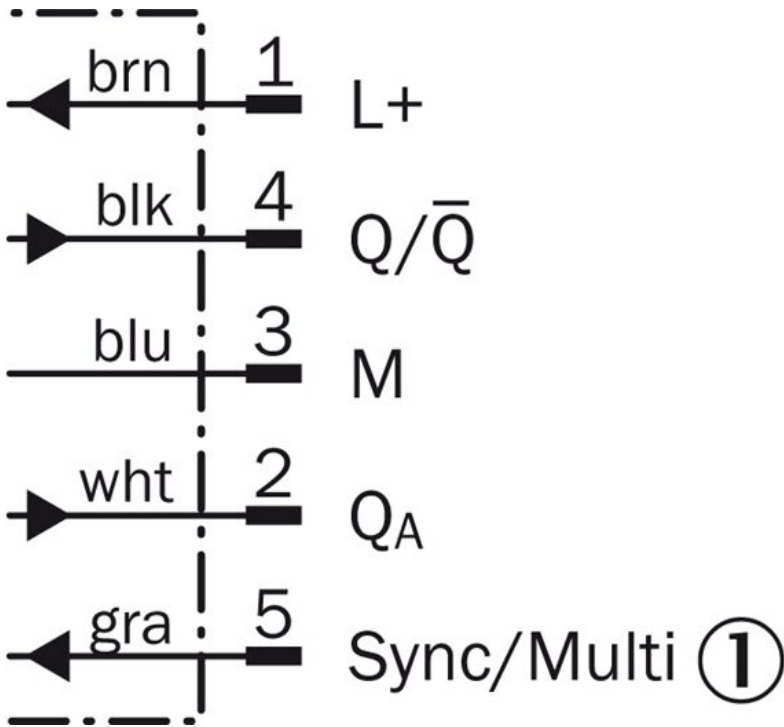 brn 1 L+
blk 4 Q/Q̅
blu 3 M
wht 2 QA
gra 5 Sync/Multi ①